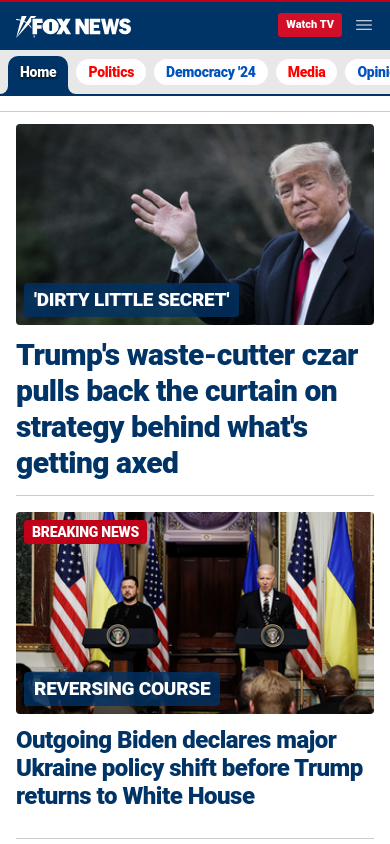 FOX NEWS
Watch TV
Home
Politics
Democracy '24
Media
Opini
'DIRTY LITTLE SECRET'
Trump's waste-cutter czar
pulls back the curtain on
strategy behind what's
getting axed
BREAKING NEWS
REVERSING COURSE
Outgoing Biden declares major
Ukraine policy shift before Trump
returns to White House